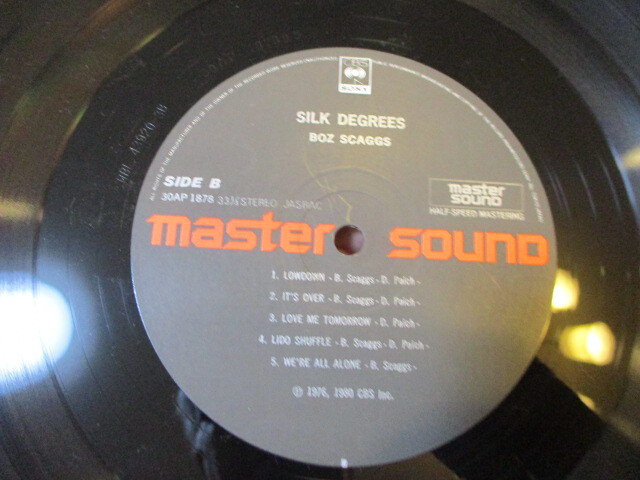 CBS
SONY
SILK DEGREES
BOZ SCAGGS
SIDE B
30AP 1878 33⅓ STEREO JASRAC
master sound
HALF-SPEED MASTERING
master sound
1. LOWDOWN - B. Scaggs - D. Paich -
2. IT'S OVER - B. Scaggs - D. Paich -
3. LOVE ME TOMORROW - D. Paich -
4. LIDO SHUFFLE - B. Scaggs - D. Paich -
5. WE'RE ALL ALONE - B. Scaggs -
Ⓟ 1976, 1980 CBS Inc.